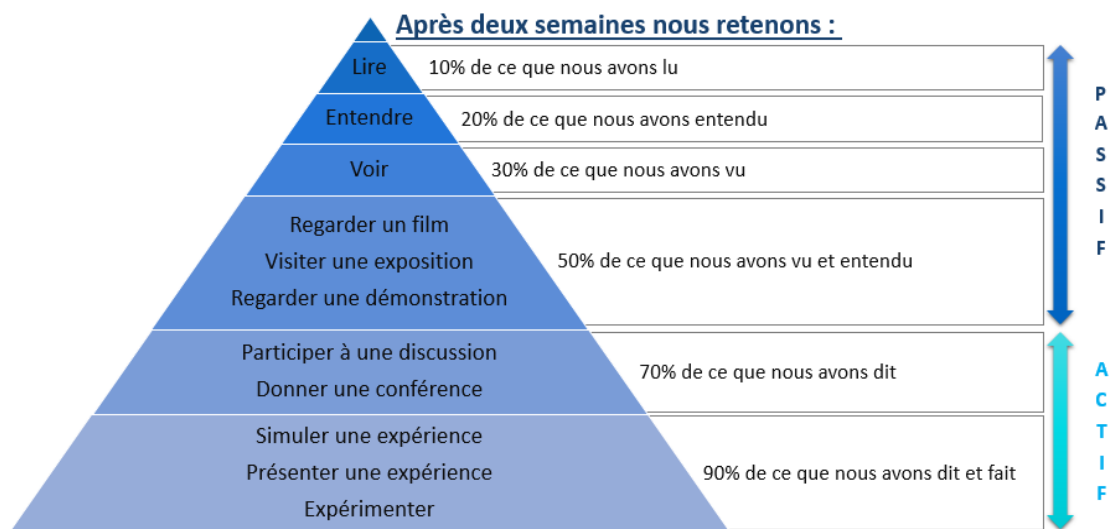 Après deux semaines nous retenons :
Lire
10% de ce que nous avons lu
Entendre
20% de ce que nous avons entendu
Voir
30% de ce que nous avons vu
Regarder un film
Visiter une exposition
Regarder une démonstration
50% de ce que nous avons vu et entendu
PASSIF
Participer à une discussion
Donner une conférence
70% de ce que nous avons dit
Simuler une expérience
Présenter une expérience
Expérimenter
90% de ce que nous avons dit et fait
ACTIF